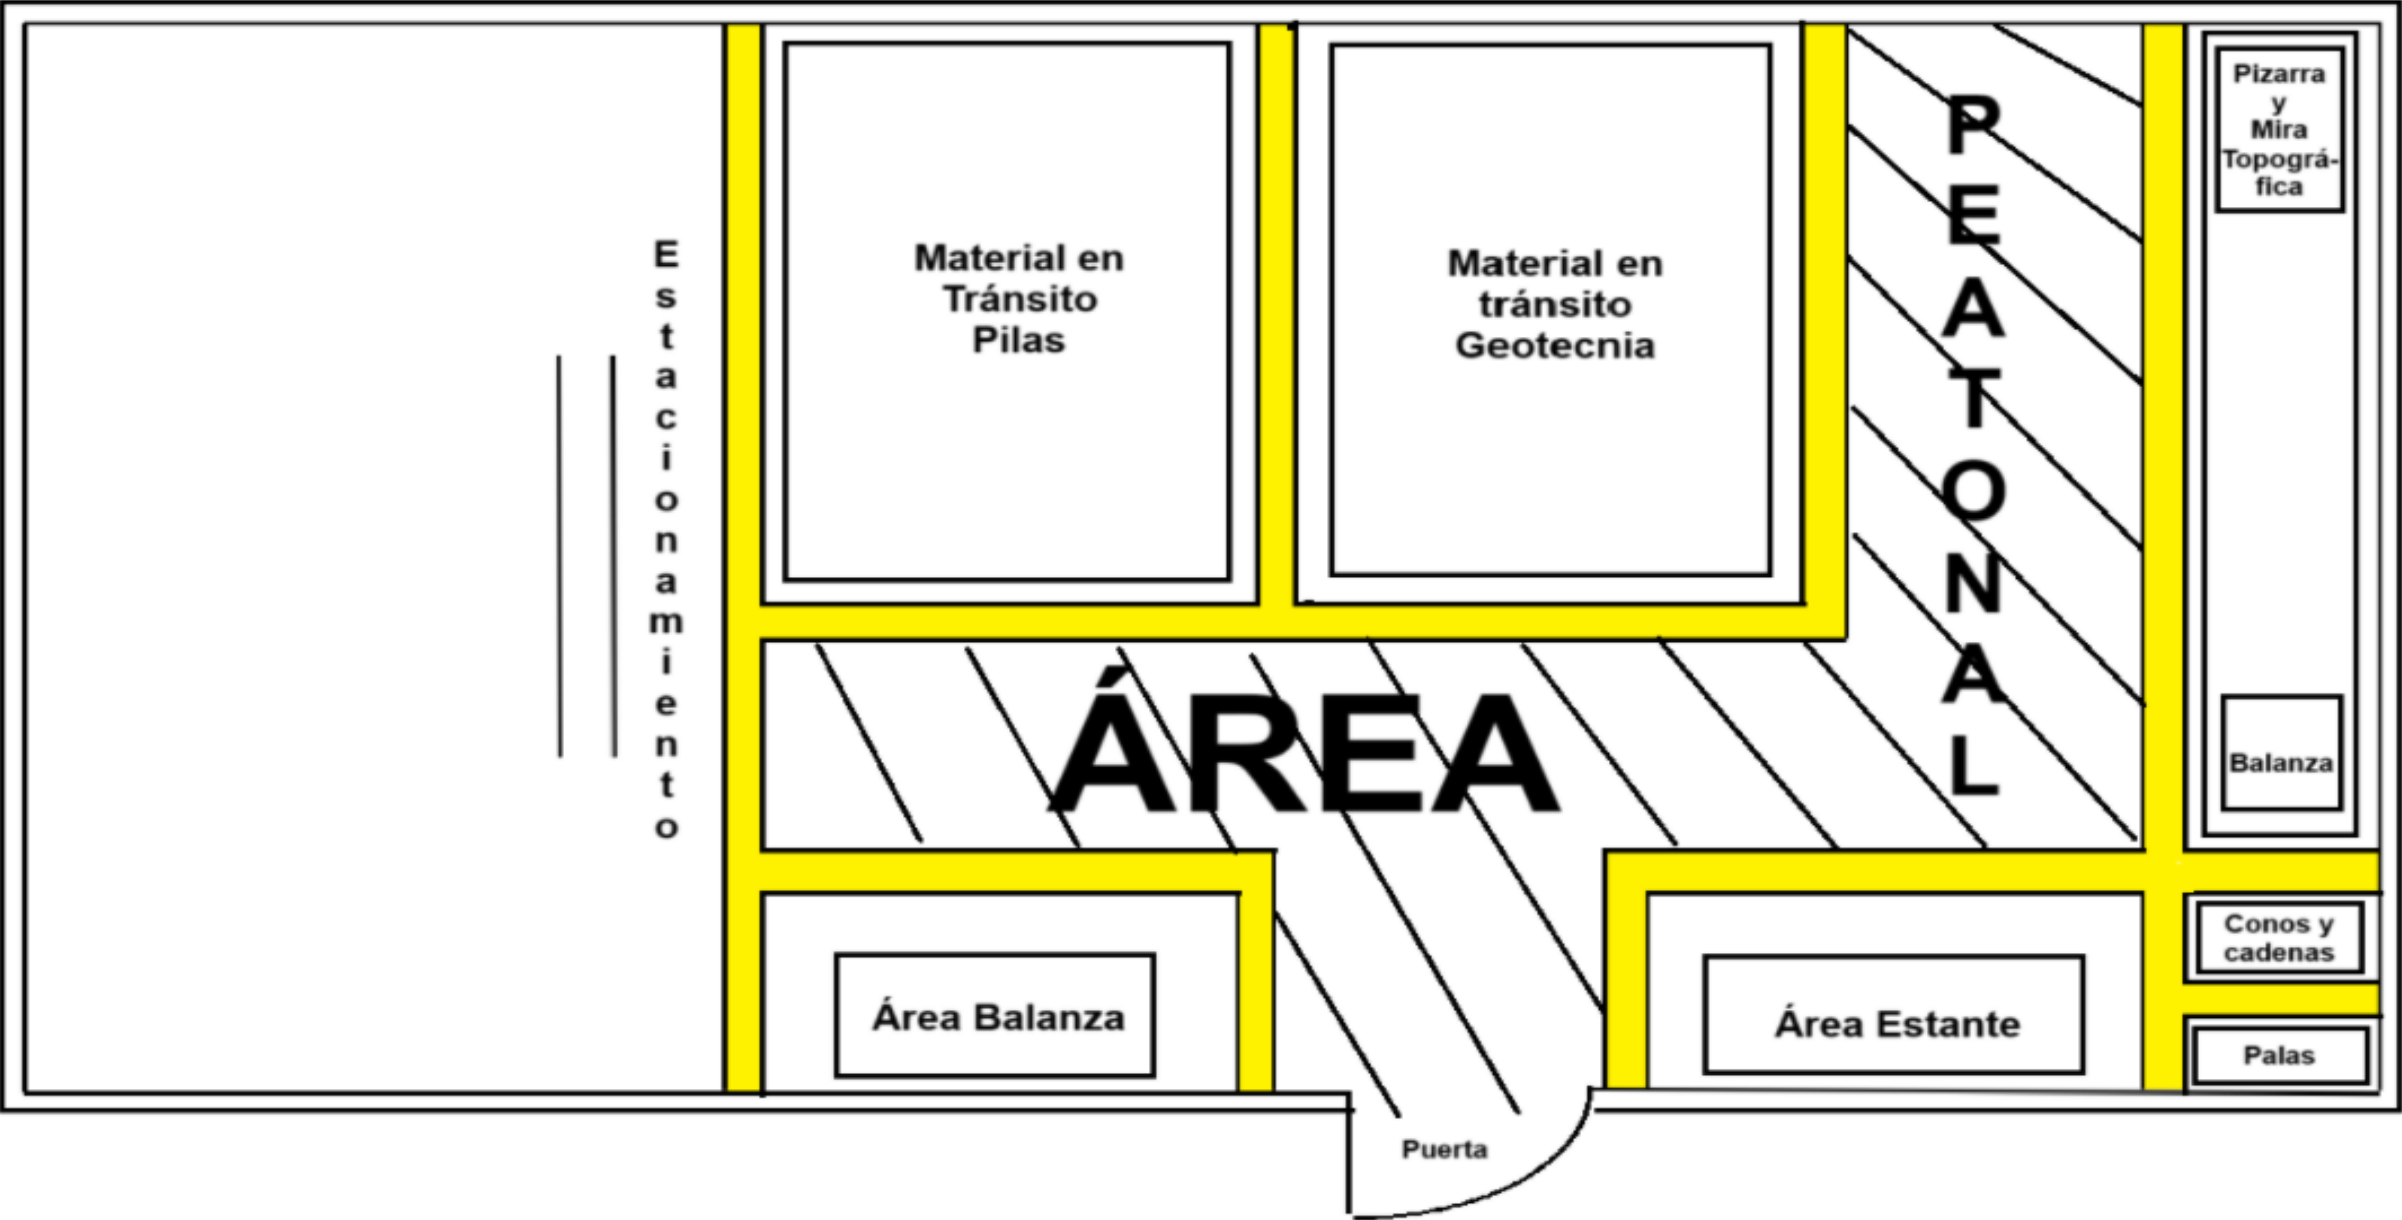 Estacionamiento
Material en
Tránsito
Pilas
Material en
tránsito
Geotecnia
ÁREA
PEATONAL
Pizarra
y
Mira
Topográ-
fica
Balanza
Área Balanza
Área Estante
Conos y
cadenas
Palas
Puerta